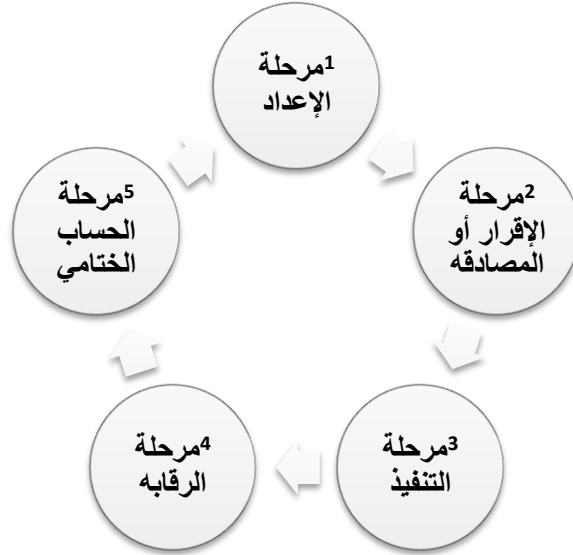 1مرحلة
الإعداد
2مرحلة
الإقرار أو
المصادقه
3مرحلة
التنفيذ
4مرحلة
الرقابه
5مرحلة
الحساب
الختامي